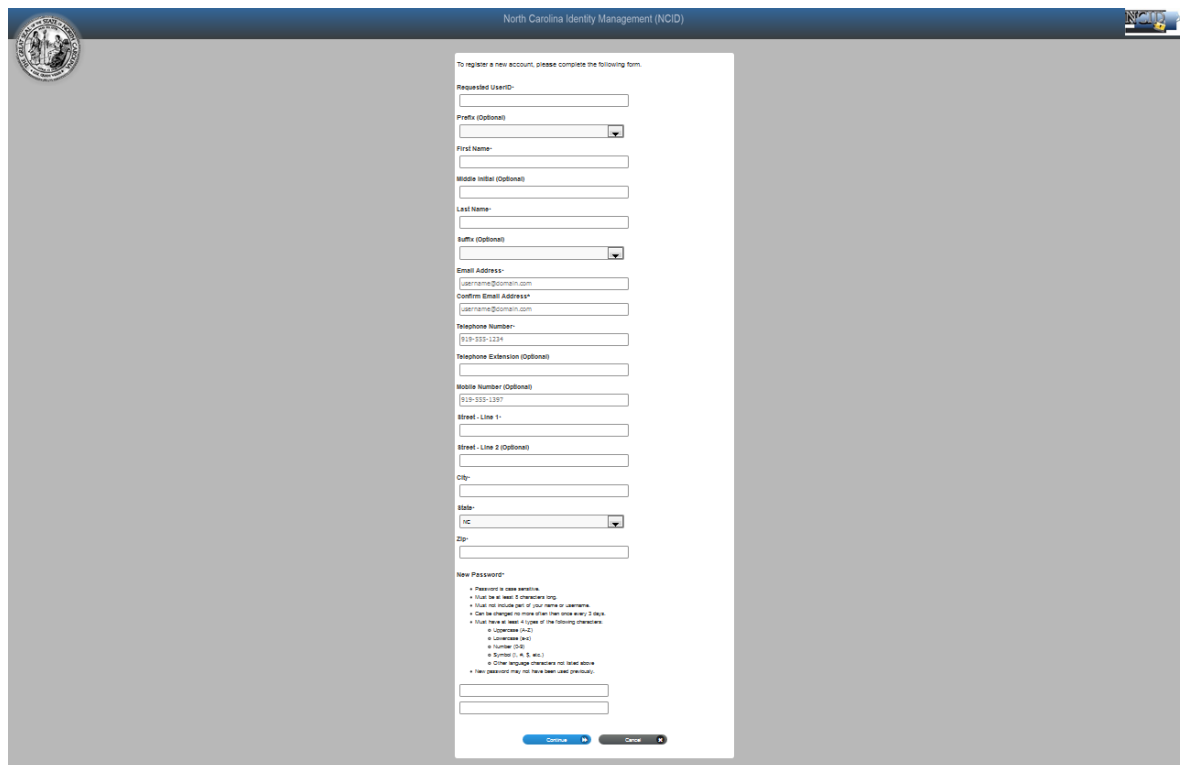 North Carolina Identity Management (NCID)
NCID
To register a new account, please complete the following form.
Requested UserID*
Prefix (Optional)
First Name*
Middle Initial (Optional)
Last Name*
Suffix (Optional)
Email Address*
username@domain.com
Confirm Email Address*
username@domain.com
Telephone Number*
919-555-1234
Telephone Extension (Optional)
Mobile Number (Optional)
919-555-1397
Street - Line 1*
Street - Line 2 (Optional)
City*
State*
NC
Zip*
New Password*
Password is case sensitive.
Must be at least 8 characters long.
Must not include part of your name or username.
Can be changed no more often than once every 3 days.
Must have at least 4 types of the following characters:
Uppercase (A-Z)
Lowercase (a-z)
Number (0-9)
Symbol (!, #, $, etc.)
Other language characters not listed above
New password may not have been used previously.
Continue
Cancel